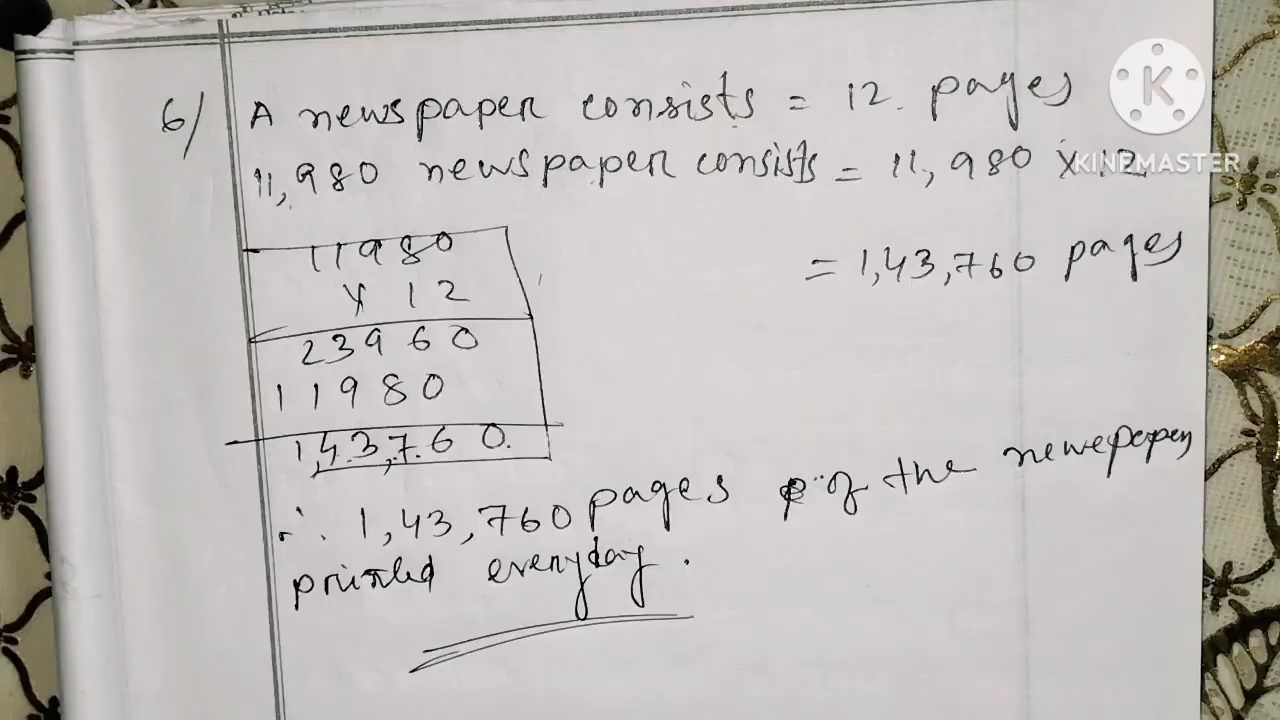 6/ A newspaper consists = 12. pages
11,980 newspaper consists = 11,980 × 12
= 1,43,760 pages
11980
× 12
23960
11980
1,43,760.
∴ 1,43,760 pages of the newepepey
printed everyday.
K
KINEMASTER